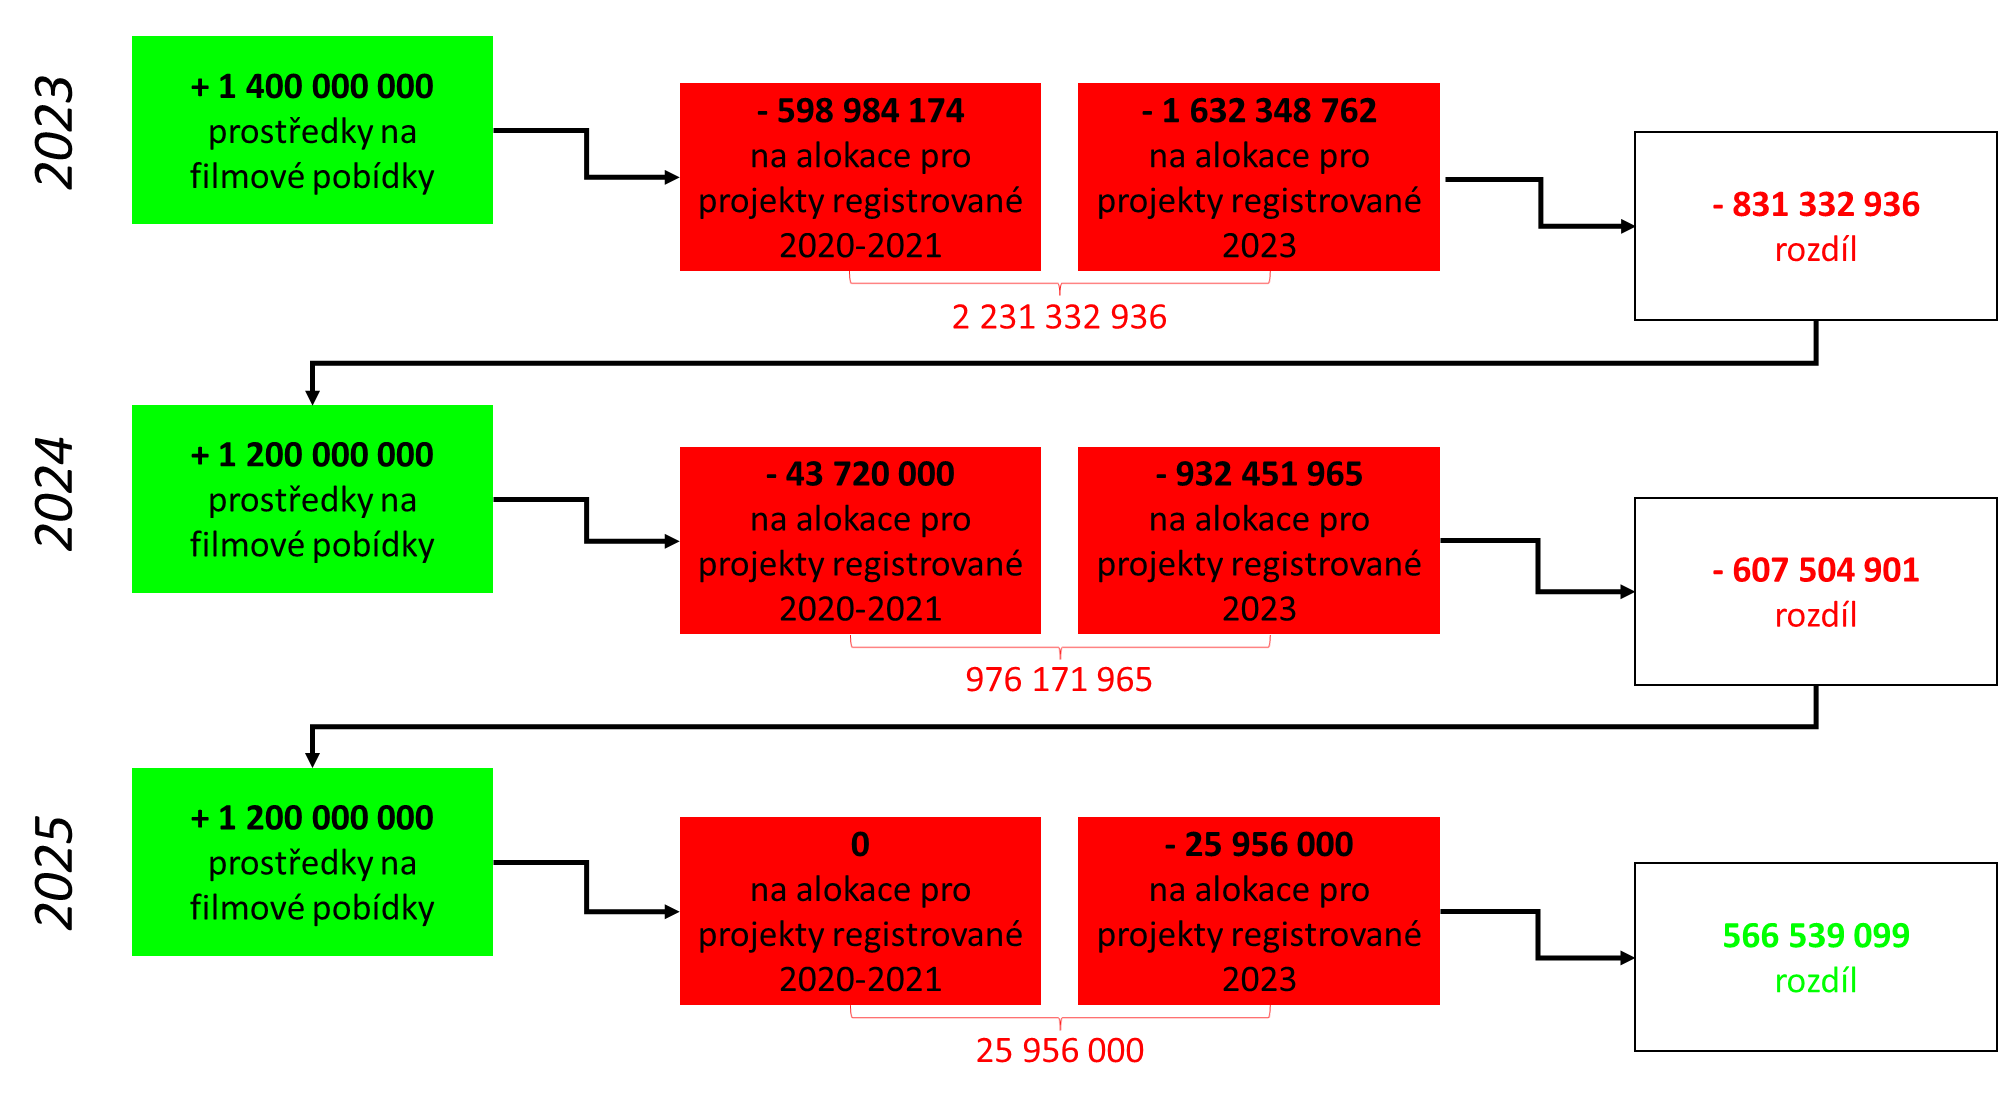 2023
+ 1 400 000 000
prostředky na
filmové pobídky
- 598 984 174
na alokace pro
projekty registrované
2020-2021
- 1 632 348 762
na alokace pro
projekty registrované
2023
2 231 332 936
- 831 332 936
rozdíl
2024
+ 1 200 000 000
prostředky na
filmové pobídky
- 43 720 000
na alokace pro
projekty registrované
2020-2021
- 932 451 965
na alokace pro
projekty registrované
2023
976 171 965
- 607 504 901
rozdíl
2025
+ 1 200 000 000
prostředky na
filmové pobídky
0
na alokace pro
projekty registrované
2020-2021
- 25 956 000
na alokace pro
projekty registrované
2023
25 956 000
566 539 099
rozdíl